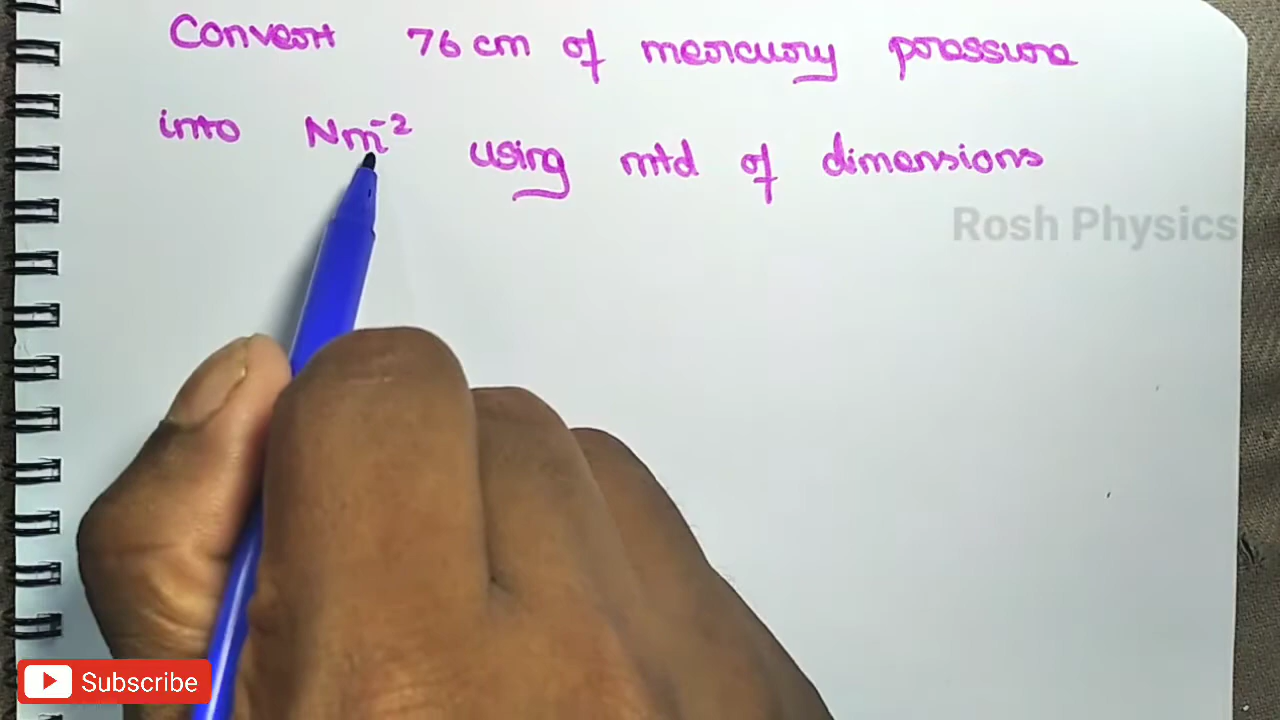 Convert 76 cm of mercury pressure
into Nm⁻² using mtd of dimensions
Rosh Physics
Subscribe